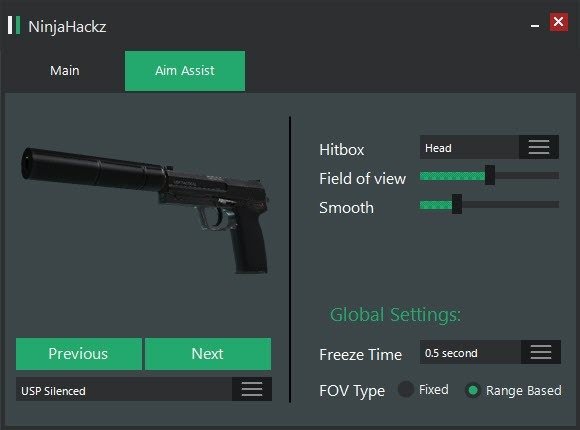 NinjaHackz
Main
Aim Assist
Hitbox
Head
Field of view
Smooth
Global Settings:
Previous
Next
Freeze Time
0.5 second
USP Silenced
FOV Type
Fixed
Range Based